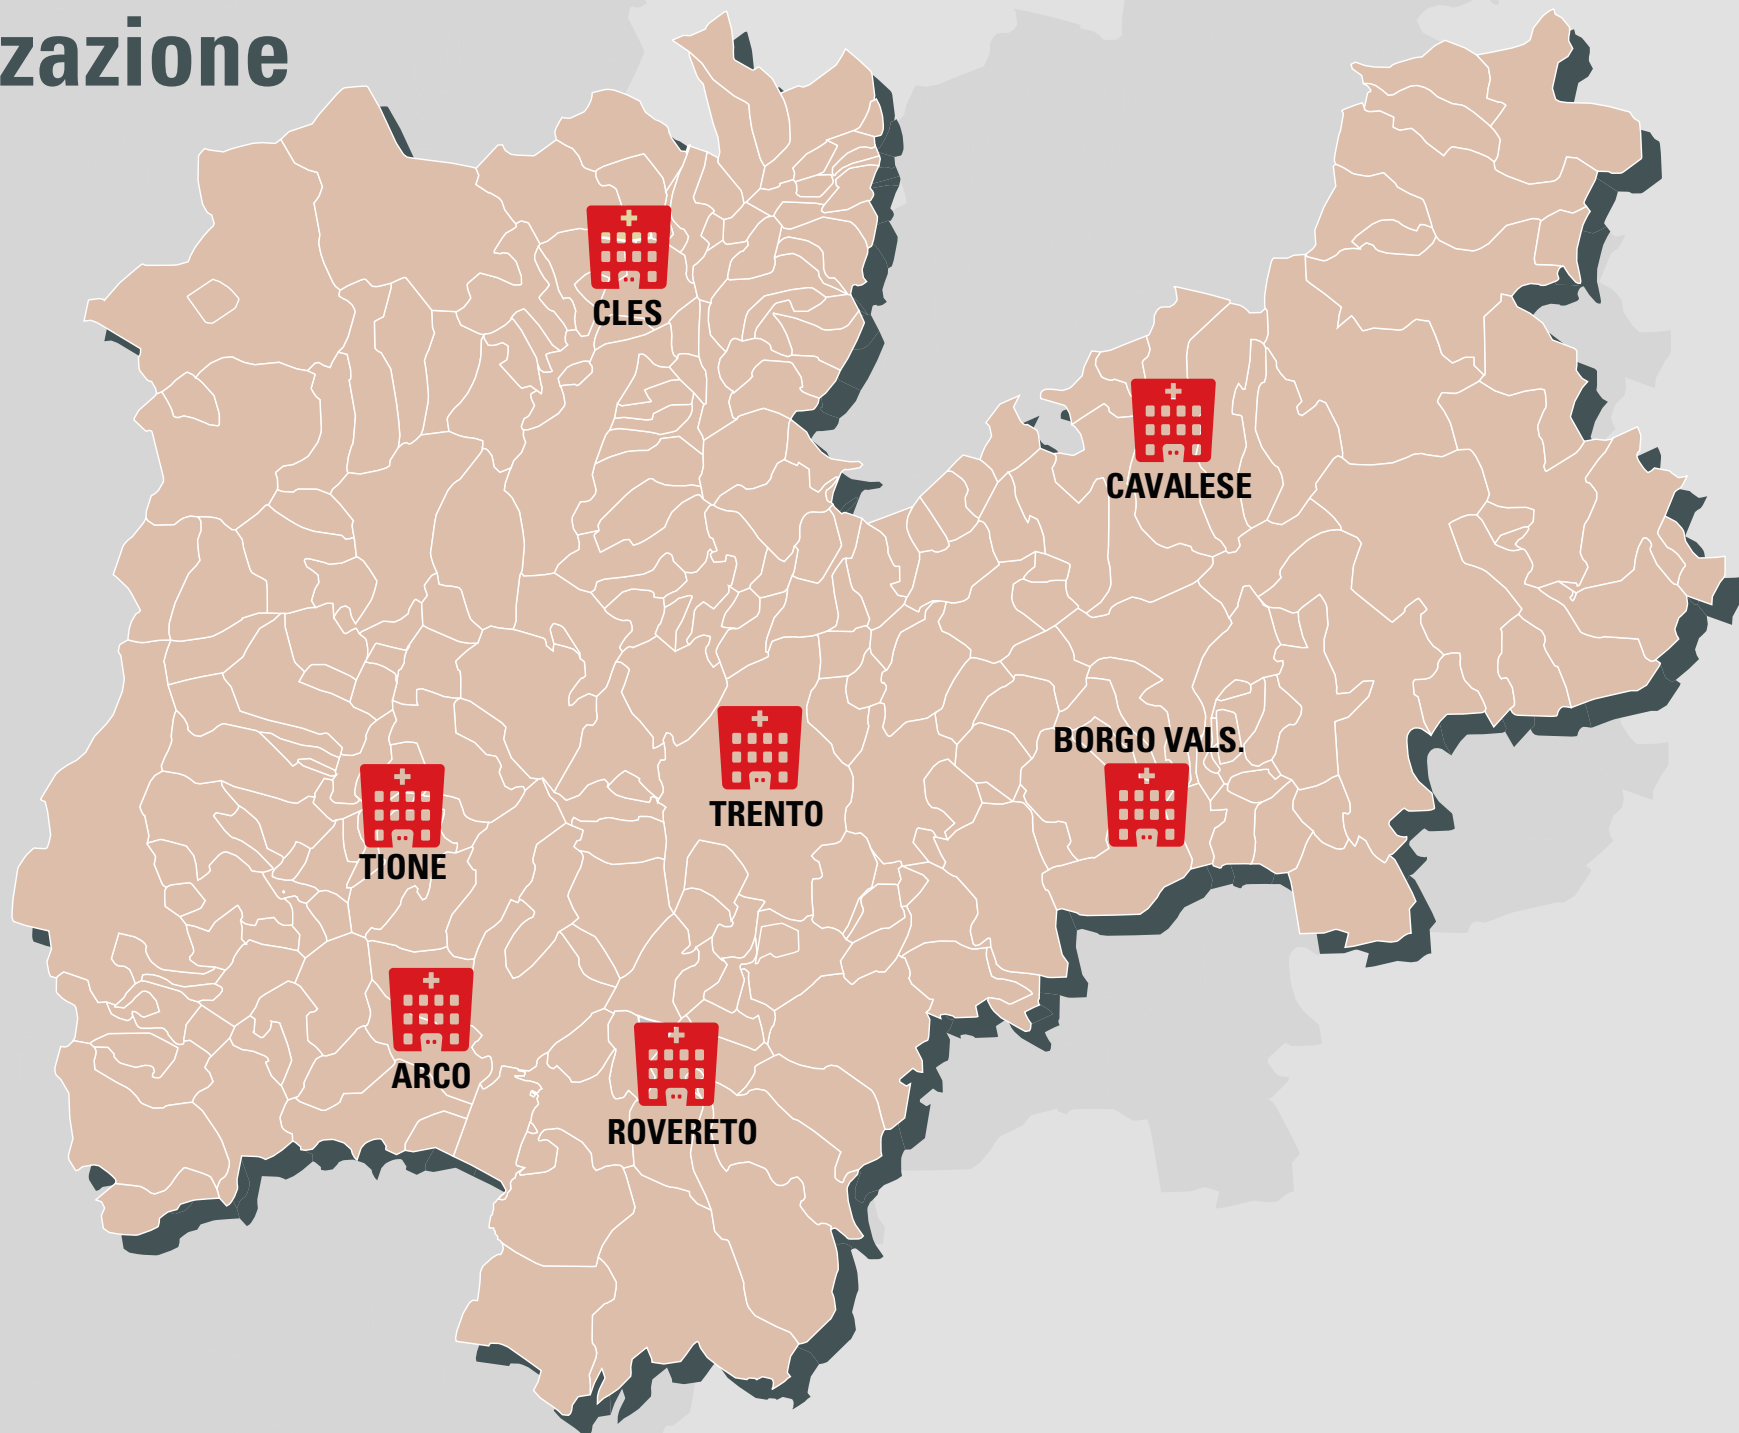 zazione
CLES
CAVALESE
BORGO VALS.
TRENTO
TIONE
ARCO
ROVERETO